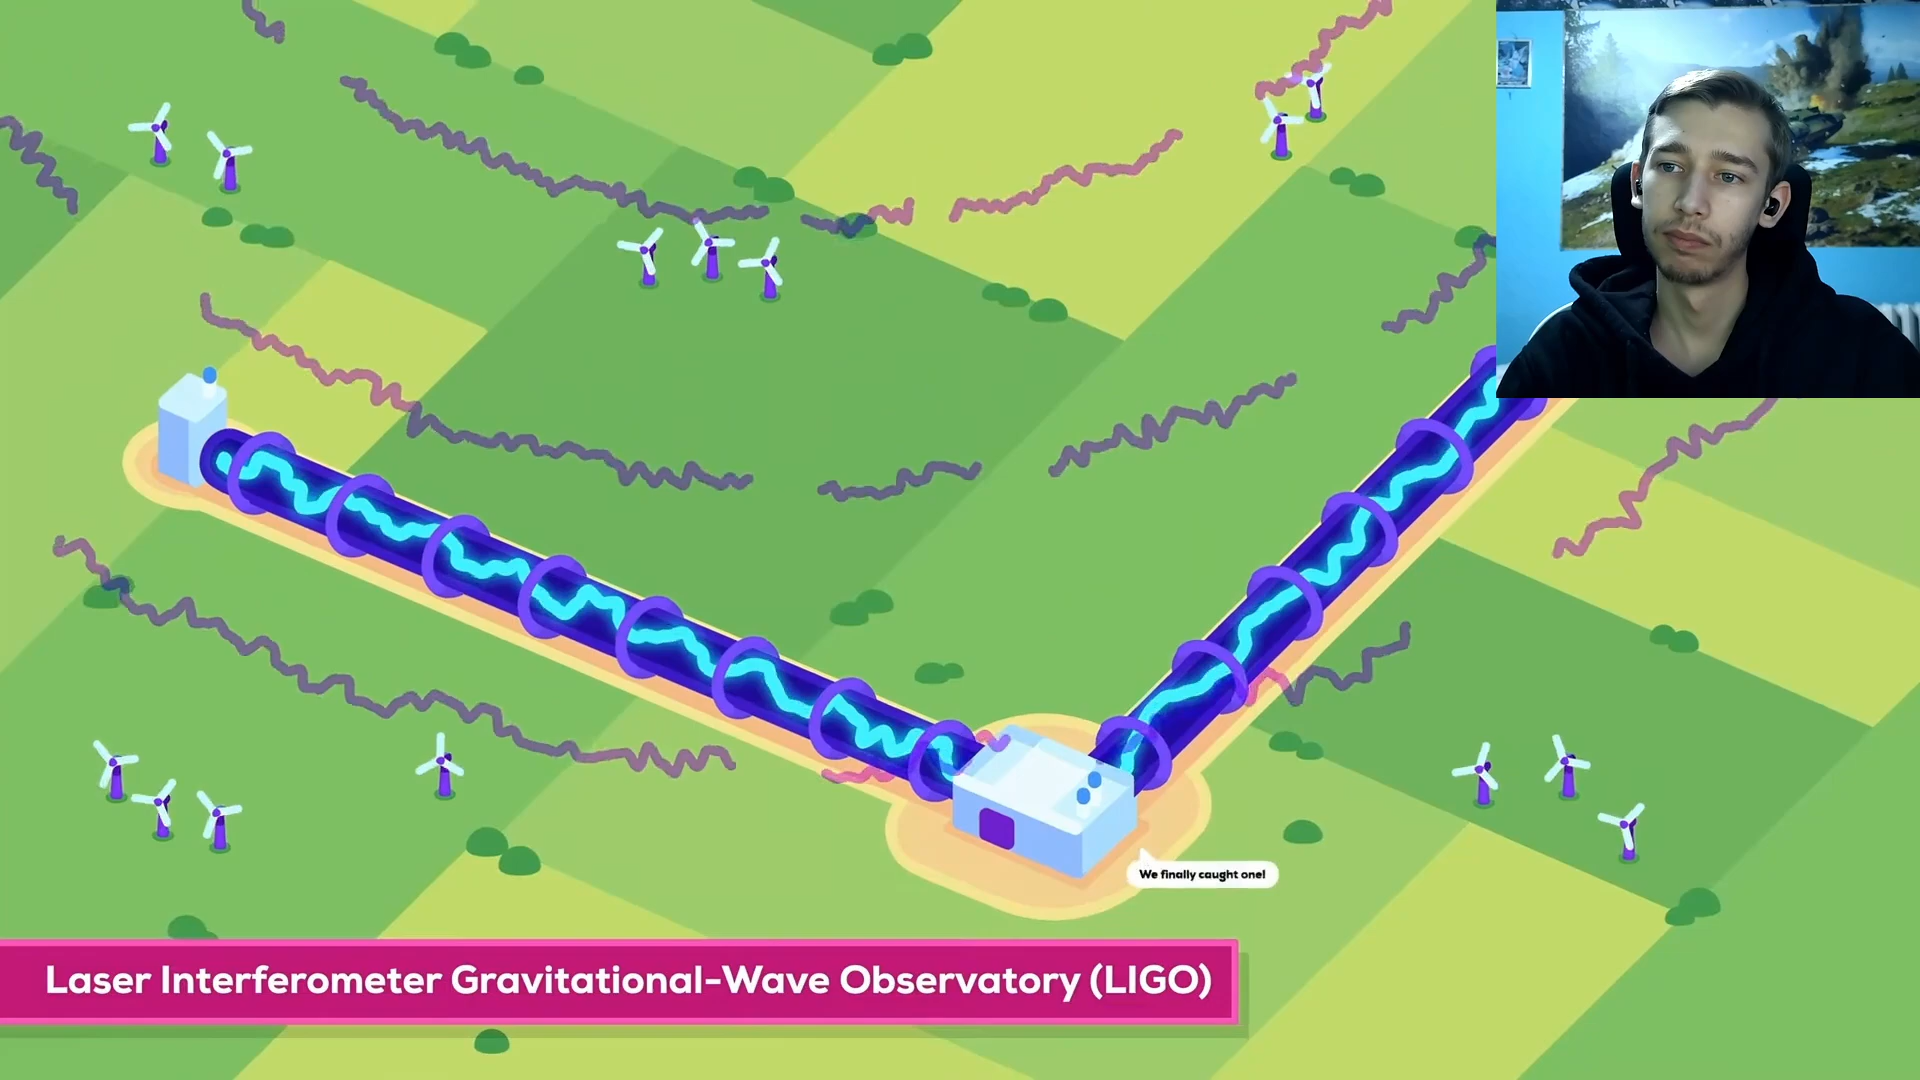 We finally caught one!
Laser Interferometer Gravitational-Wave Observatory (LIGO)